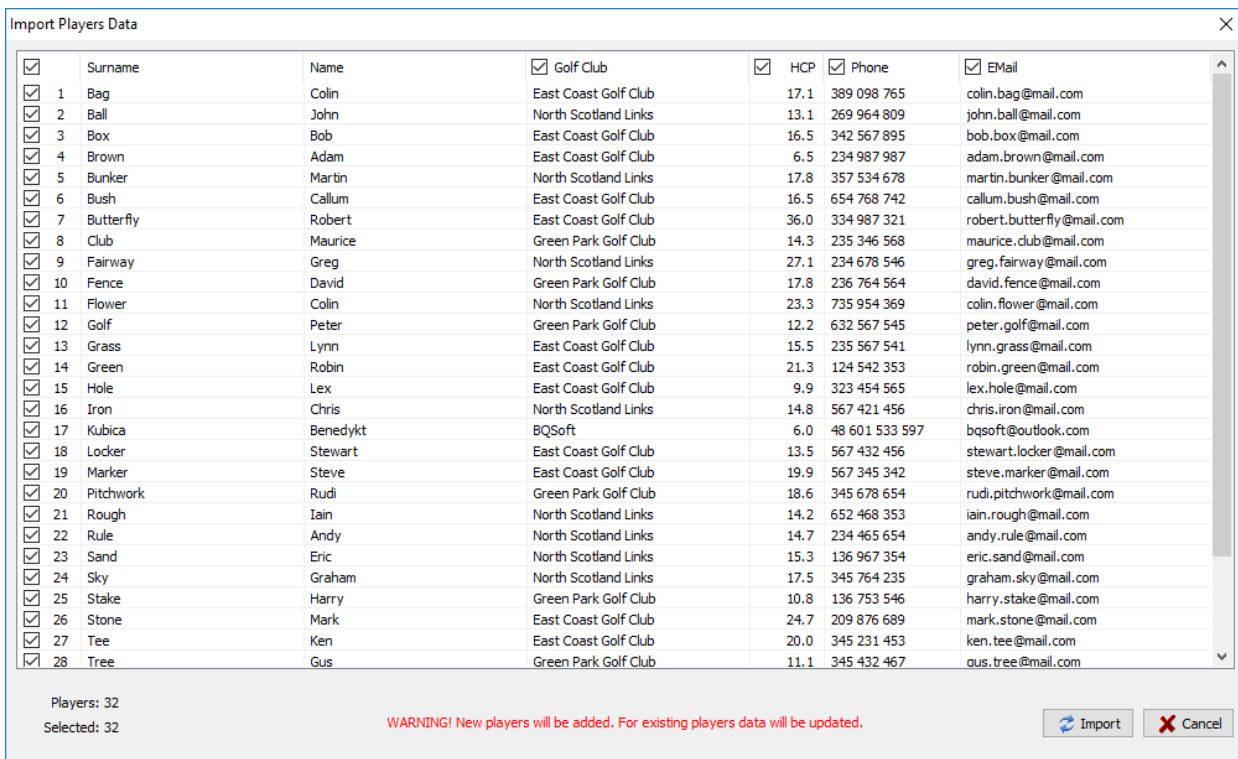 Import Players Data
Surname Name Golf Club HCP Phone EMail
1 Bag Colin East Coast Golf Club 17.1 389 098 765 colin.bag@mail.com
2 Ball John North Scotland Links 13.1 269 964 809 john.ball@mail.com
3 Box Bob East Coast Golf Club 16.5 342 567 895 bob.box@mail.com
4 Brown Adam East Coast Golf Club 6.5 234 987 987 adam.brown@mail.com
5 Bunker Martin North Scotland Links 17.8 357 534 678 martin.bunker@mail.com
6 Bush Callum East Coast Golf Club 16.5 654 768 742 callum.bush@mail.com
7 Butterfly Robert East Coast Golf Club 36.0 334 987 321 robert.butterfly@mail.com
8 Club Maurice Green Park Golf Club 14.3 235 346 568 maurice.club@mail.com
9 Fairway Greg North Scotland Links 27.1 234 678 546 greg.fairway@mail.com
10 Fence David Green Park Golf Club 17.8 236 764 564 david.fence@mail.com
11 Flower Colin North Scotland Links 23.3 735 954 369 colin.flower@mail.com
12 Golf Peter Green Park Golf Club 12.2 632 567 545 peter.golf@mail.com
13 Grass Lynn East Coast Golf Club 15.5 235 567 541 lynn.grass@mail.com
14 Green Robin East Coast Golf Club 21.3 124 542 353 robin.green@mail.com
15 Hole Lex East Coast Golf Club 9.9 323 454 565 lex.hole@mail.com
16 Iron Chris North Scotland Links 14.8 567 421 456 chris.iron@mail.com
17 Kubica Benedykt BQSoft 6.0 48 601 533 597 bqsoft@outlook.com
18 Locker Stewart East Coast Golf Club 13.5 567 432 456 stewart.locker@mail.com
19 Marker Steve East Coast Golf Club 19.9 567 345 342 steve.marker@mail.com
20 Pitchwork Rudi Green Park Golf Club 18.6 345 678 654 rudi.pitchwork@mail.com
21 Rough Iain North Scotland Links 14.2 652 468 353 iain.rough@mail.com
22 Rule Andy North Scotland Links 14.7 234 465 654 andy.rule@mail.com
23 Sand Eric North Scotland Links 15.3 136 967 354 eric.sand@mail.com
24 Sky Graham North Scotland Links 17.5 345 764 235 graham.sky@mail.com
25 Stake Harry Green Park Golf Club 10.8 136 753 546 harry.stake@mail.com
26 Stone Mark East Coast Golf Club 24.7 209 876 689 mark.stone@mail.com
27 Tee Ken East Coast Golf Club 20.0 345 231 453 ken.tee@mail.com
28 Tree Gus Green Park Golf Club 11.1 345 432 467 gus.tree@mail.com
Players: 32
Selected: 32
WARNING! New players will be added. For existing players data will be updated.
Import
Cancel